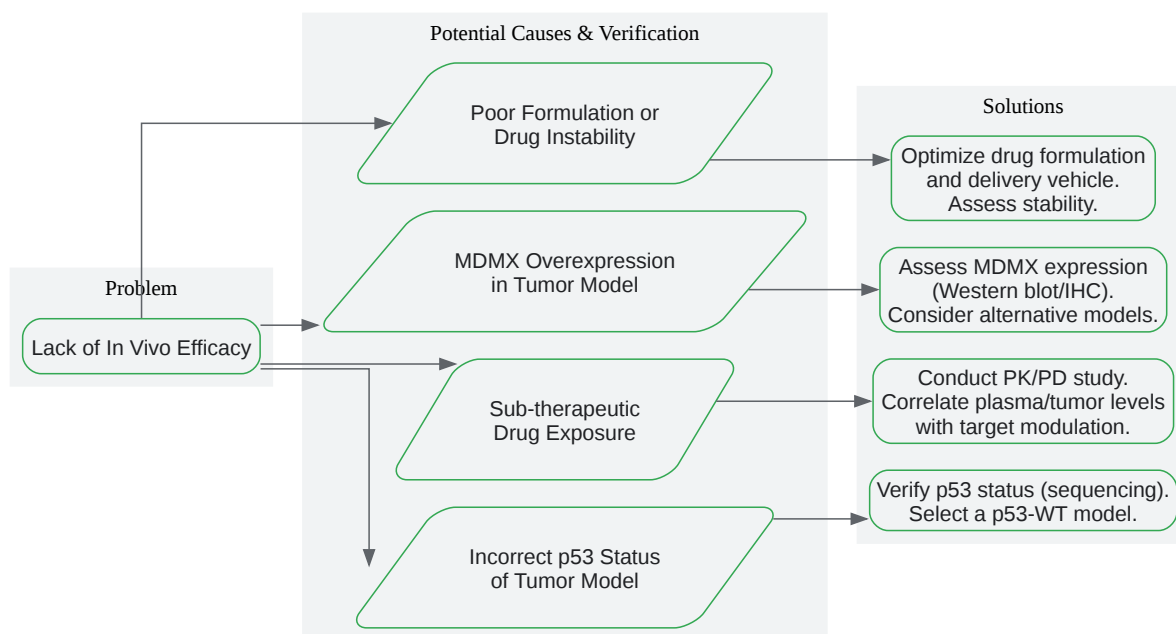 Potential Causes & Verification
Poor Formulation or
Drug Instability
MDMX Overexpression
in Tumor Model
Sub-therapeutic
Drug Exposure
Incorrect p53 Status
of Tumor Model
Problem
Lack of In Vivo Efficacy
Solutions
Optimize drug formulation
and delivery vehicle.
Assess stability.
Assess MDMX expression
(Western blot/IHC).
Consider alternative models.
Conduct PK/PD study.
Correlate plasma/tumor levels
with target modulation.
Verify p53 status (sequencing).
Select a p53-WT model.